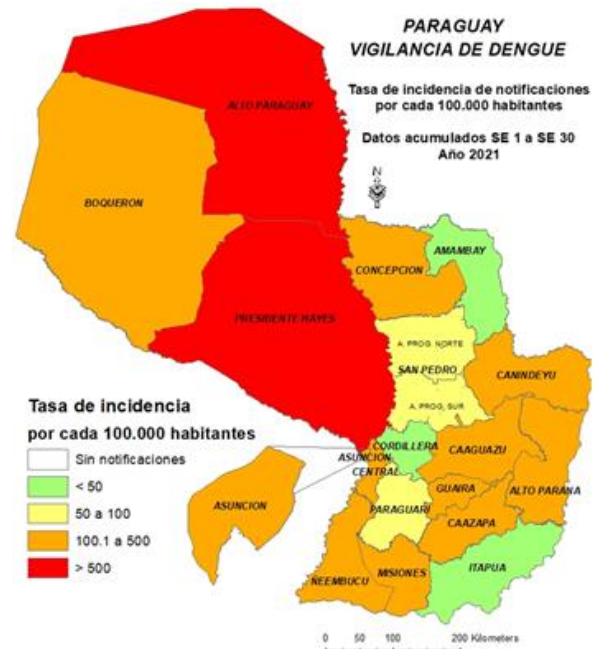 PARAGUAY
VIGILANCIA DE DENGUE
Tasa de incidencia de notificaciones
por cada 100.000 habitantes
Datos acumulados SE 1 a SE 30
Año 2021
N
ALTO PARAGUAY
BOQUERON
AMAMBAY
CONCEPCION
PRESIDENTE HAYES
A. PROG. NORTE
SAN PEDRO
CANINDEYU
A. PROG. SUR
CORDILLERA
CAAGUAZU
ASUNCION
CENTRAL
GUAIRA
ALTO PARANA
ASUNCION
PARAGUARI
CAAZAPA
ITAPUA
ÑEEMBUCU
MISIONES
Tasa de incidencia
por cada 100.000 habitantes
Sin notificaciones
< 50
50 a 100
100.1 a 500
> 500
0 50 100 200 Kilometers